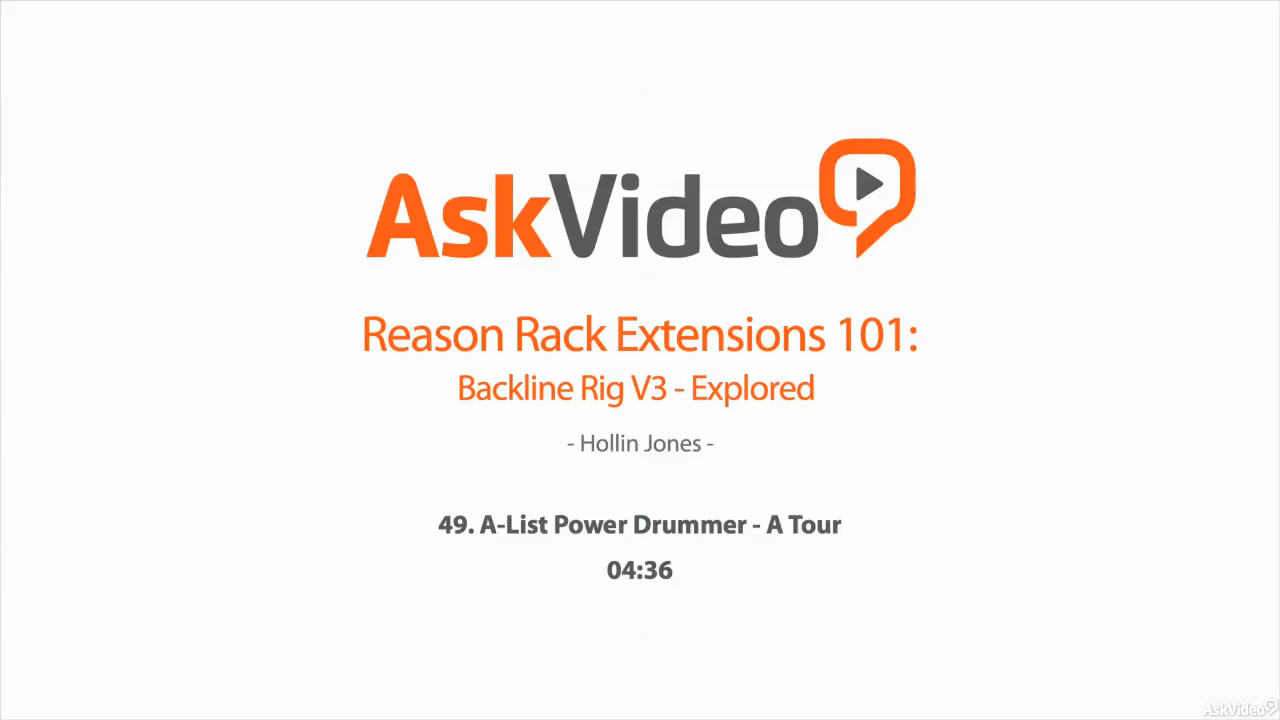 AskVideo
Reason Rack Extensions 101:
Backline Rig V3 - Explored
- Hollin Jones -
49. A-List Power Drummer - A Tour
04:36
AskVideo